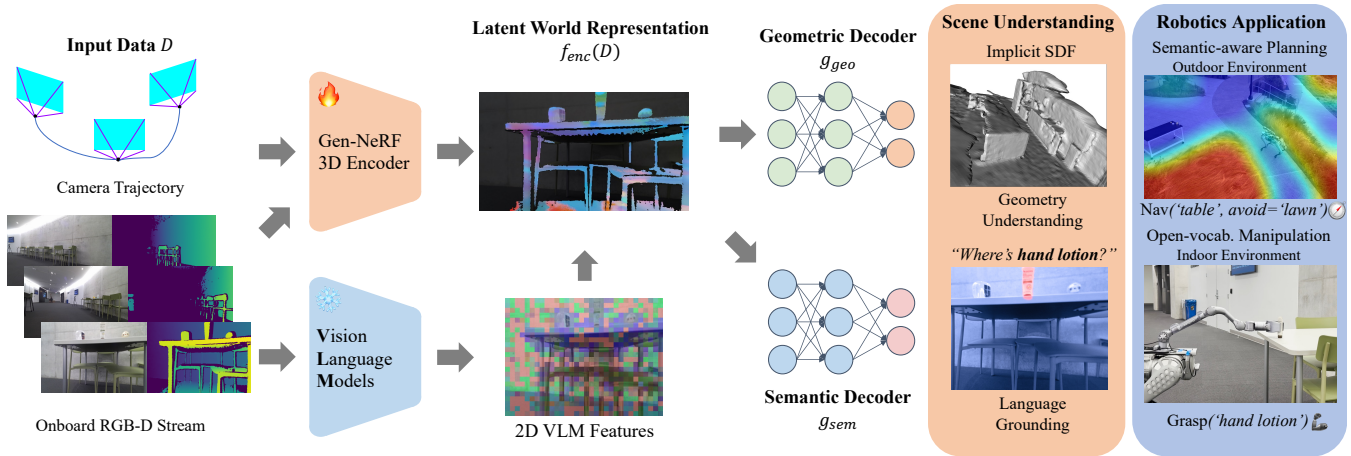 Input Data D
Camera Trajectory
Onboard RGB-D Stream
Gen-NeRF
3D Encoder
Vision
Language
Models
Latent World Representation
f_enc(D)
2D VLM Features
Geometric Decoder
g_geo
Semantic Decoder
g_sem
Scene Understanding
Implicit SDF
Geometry
Understanding
“Where’s hand lotion?”
Language
Grounding
Robotics Application
Semantic-aware Planning
Outdoor Environment
Nav(‘table’, avoid=‘lawn’)
Open-vocab. Manipulation
Indoor Environment
Grasp(‘hand lotion’)